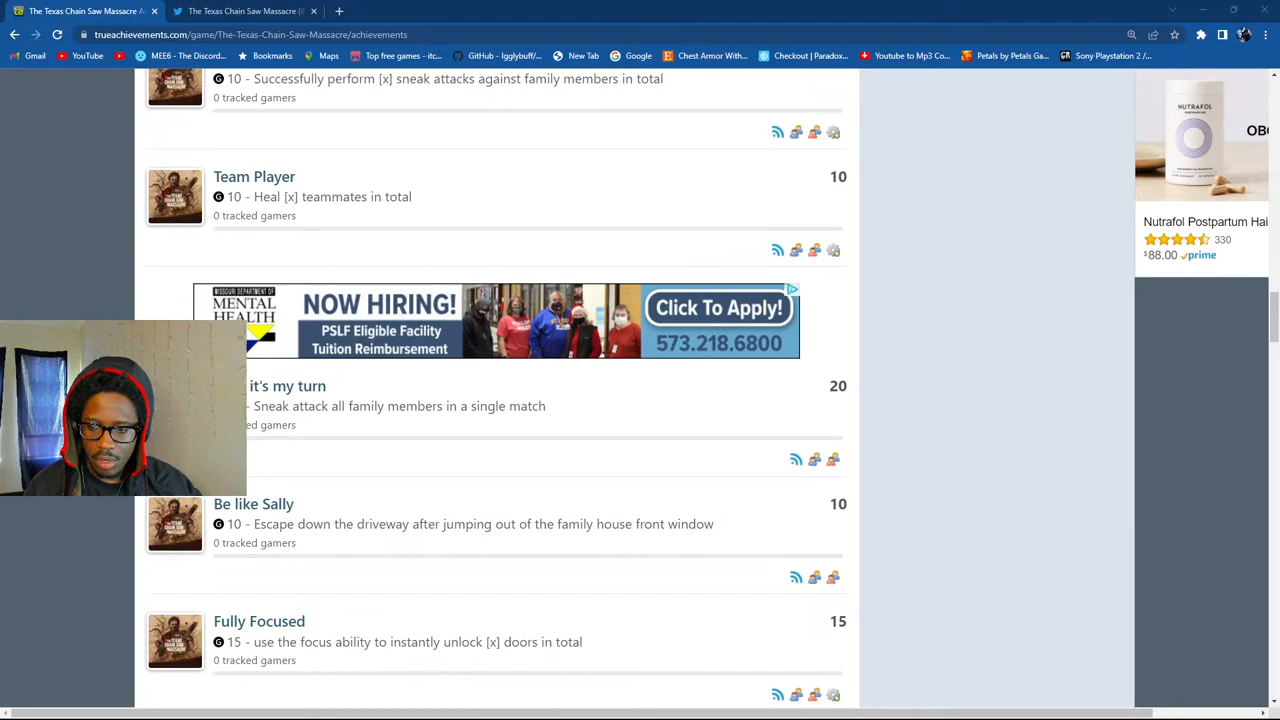 The Texas Chain Saw Massacre A
The Texas Chain Saw Massacre (
trueachievements.com/game/The-Texas-Chain-Saw-Massacre/achievements
Gmail
YouTube
MEE6 - The Discord...
Bookmarks
Maps
Top free games - itc...
GitHub - Iglybuff/...
New Tab
Google
Chest Armor With...
Checkout | Paradox...
Youtube to Mp3 Co...
Petals by Petals Ga...
Sony Playstation 2 /...
10 - Successfully perform [x] sneak attacks against family members in total
0 tracked gamers
Team Player
10
10 - Heal [x] teammates in total
0 tracked gamers
MISSOURI DEPARTMENT OF
MENTAL
HEALTH
NOW HIRING!
PSLF Eligible Facility
Tuition Reimbursement
Click To Apply!
573.218.6800
it's my turn
20
- Sneak attack all family members in a single match
ed gamers
Be like Sally
10
10 - Escape down the driveway after jumping out of the family house front window
0 tracked gamers
Fully Focused
15
15 - use the focus ability to instantly unlock [x] doors in total
0 tracked gamers
NUTRAFOL
OB
Nutrafol Postpartum Hai
330
$88.00 prime